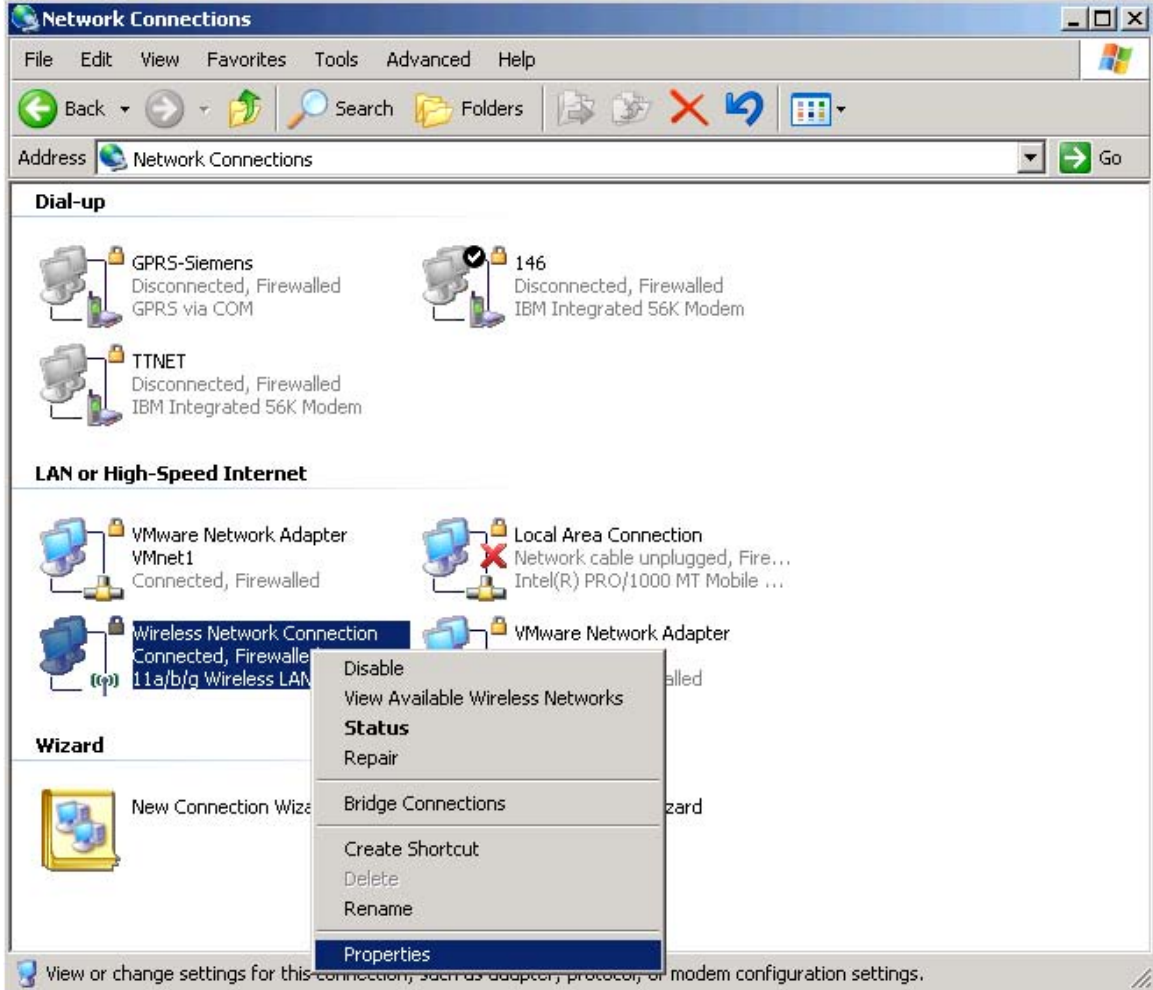 Network Connections
File Edit View Favorites Tools Advanced Help
Back Search Folders
Address Network Connections Go
Dial-up
GPRS-Siemens
Disconnected, Firewalled
GPRS via COM
146
Disconnected, Firewalled
IBM Integrated 56K Modem
TTNET
Disconnected, Firewalled
IBM Integrated 56K Modem
LAN or High-Speed Internet
VMware Network Adapter
VMnet1
Connected, Firewalled
Local Area Connection
Network cable unplugged, Fire...
Intel(R) PRO/1000 MT Mobile ...
Wireless Network Connection
Connected, Firewalle
11a/b/g Wireless LAN
VMware Network Adapter
alled
Disable
View Available Wireless Networks
Status
Repair
Bridge Connections
Create Shortcut
Delete
Rename
Properties
Wizard
New Connection Wiza
zard
View or change settings for this connection, such as adapter, protocol, or modem configuration settings.